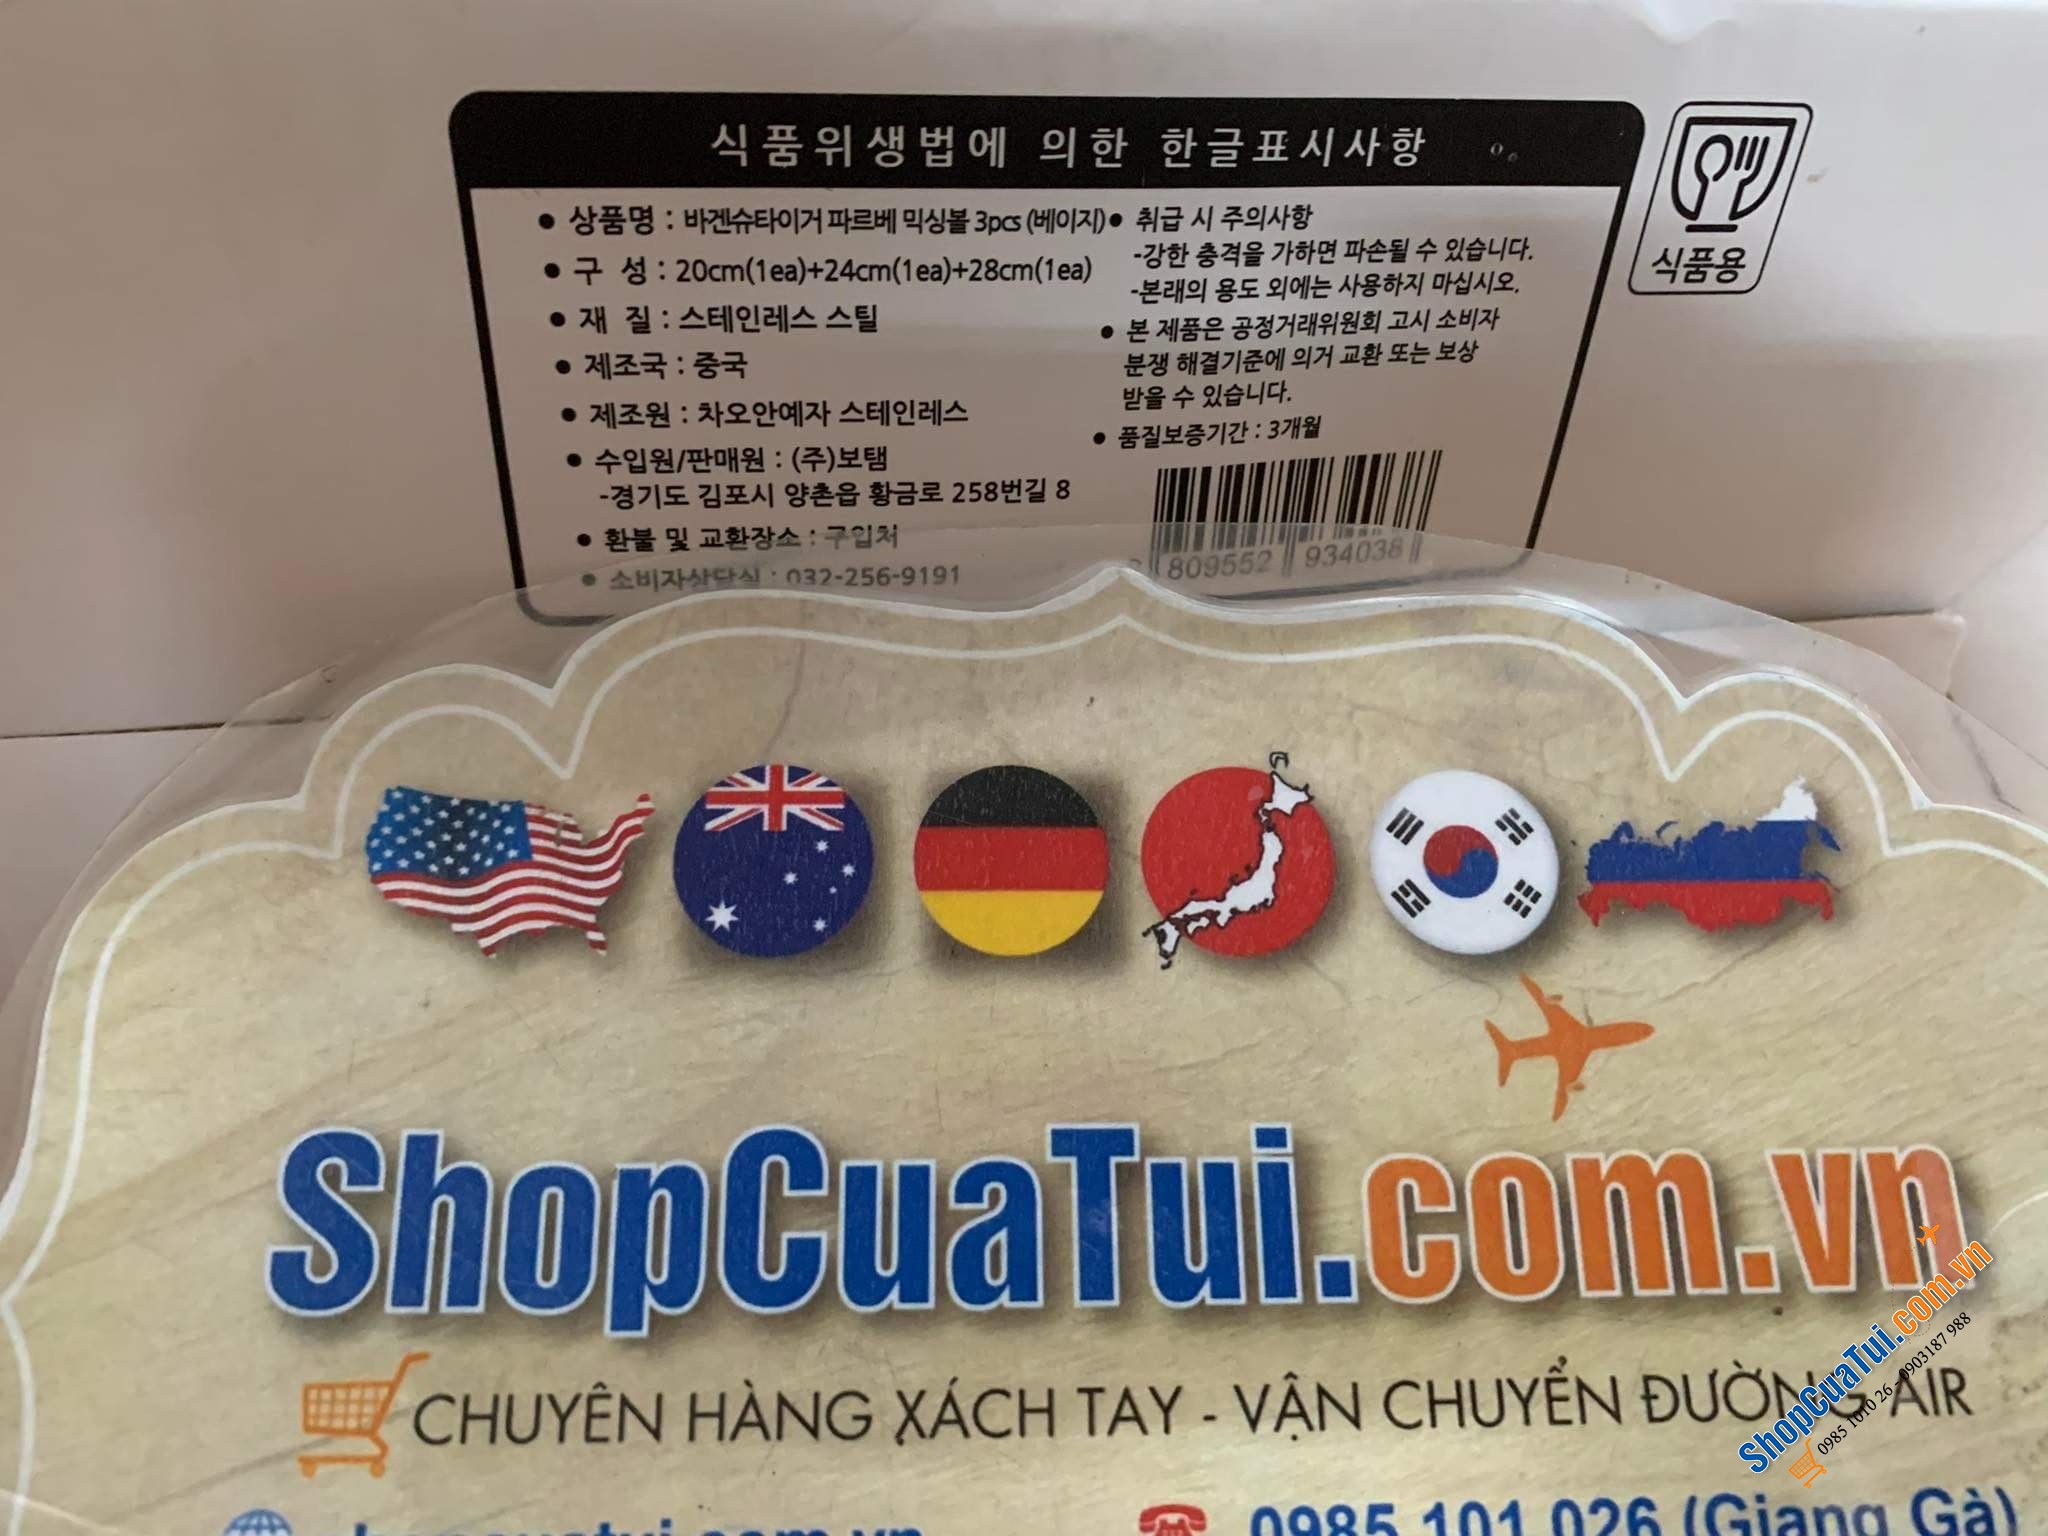 식품위생법에 의한 한글표시사항
● 상품명 : 바겐슈타이거 파르베 믹싱볼 3pcs (베이지)
● 구 성 : 20cm(1ea)+24cm(1ea)+28cm(1ea)
● 재 질 : 스테인레스 스틸
● 제조국 : 중국
● 제조원 : 차오안예자 스테인레스
● 수입원/판매원 : (주)보탬
-경기도 김포시 양촌읍 황금로 258번길 8
● 환불 및 교환장소 : 구입처
● 소비자상담실 : 032-256-9191
● 취급 시 주의사항
-강한 충격을 가하면 파손될 수 있습니다.
-본래의 용도 외에는 사용하지 마십시오.
● 본 제품은 공정거래위원회 고시 소비자
분쟁 해결기준에 의거 교환 또는 보상
받을 수 있습니다.
● 품질보증기간 : 3개월
809552 934038
식품용
ShopCuaTui.com.vn
CHUYÊN HÀNG XÁCH TAY - VẬN CHUYỂN ĐƯỜNG AIR
0985.101.026 (Giang Gà)
ShopCuaTui.com.vn
0985 1010 26 - 0903187 988